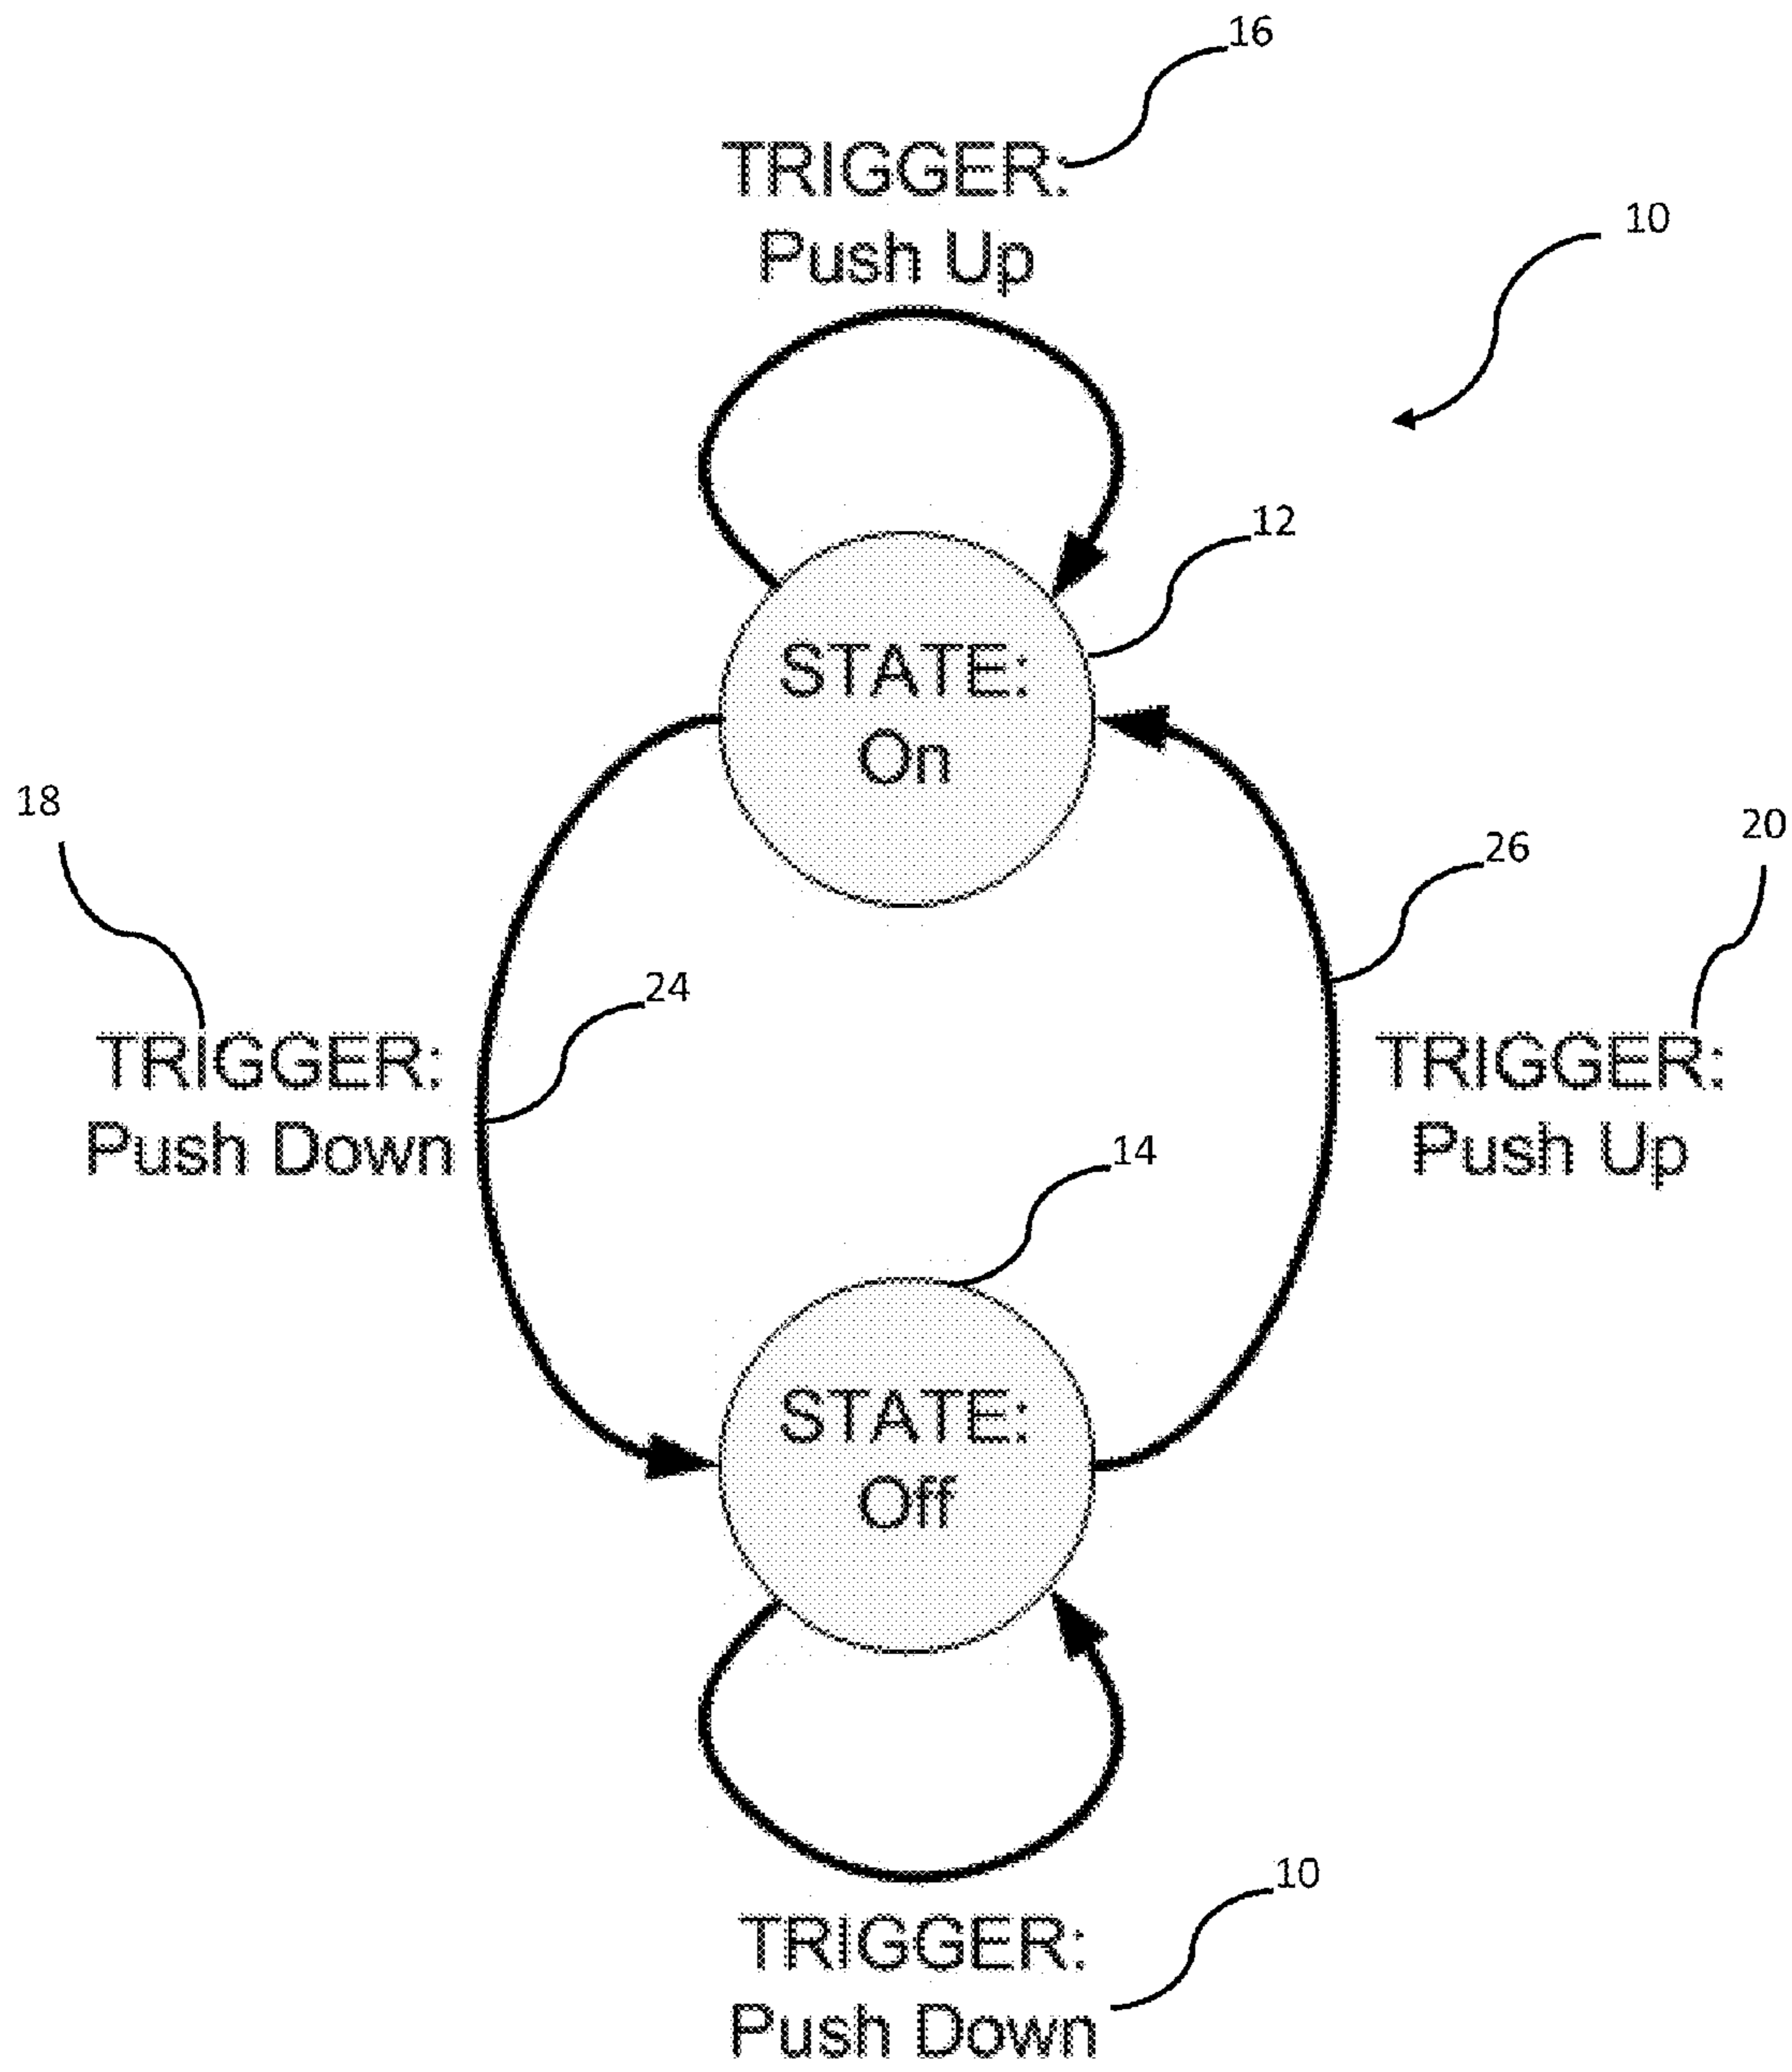 16
TRIGGER:
Push Up
10
12
STATE:
On
18
20
26
24
TRIGGER:
Push Down
TRIGGER:
Push Up
14
STATE:
Off
10
TRIGGER:
Push Down